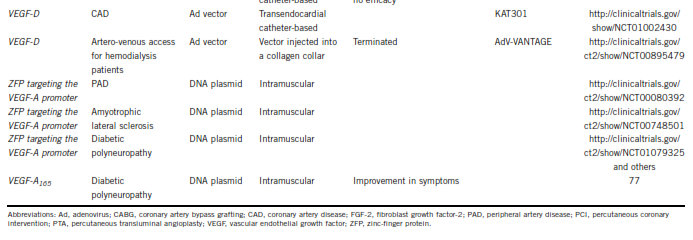 catheter-based no efficacy
VEGF-D CAD Ad vector Transendocardial KAT301 http://clinicaltrials.gov/
catheter-based show/NCT01002430
VEGF-D Artero-venous access Ad vector Vector injected into Terminated AdV-VANTAGE http://clinicaltrials.gov/
for hemodialysis a collagen collar ct2/show/NCT00895479
patients
ZFP targeting the PAD DNA plasmid Intramuscular http://clinicaltrials.gov/
VEGF-A promoter ct2/show/NCT00080392
ZFP targeting the Amyotrophic DNA plasmid Intramuscular http://clinicaltrials.gov/
VEGF-A promoter lateral sclerosis ct2/show/NCT00748501
ZFP targeting the Diabetic DNA plasmid Intramuscular http://clinicaltrials.gov/
VEGF-A promoter polyneuropathy ct2/show/NCT01079325
and others
VEGF-A165 Diabetic DNA plasmid Intramuscular Improvement in symptoms 77
polyneuropathy
Abbreviations: Ad, adenovirus; CABG, coronary artery bypass grafting; CAD, coronary artery disease; FGF-2, fibroblast growth factor-2; PAD, peripheral artery disease; PCI, percutaneous coronary
intervention; PTA, percutaneous transluminal angioplasty; VEGF, vascular endothelial growth factor; ZFP, zinc-finger protein.